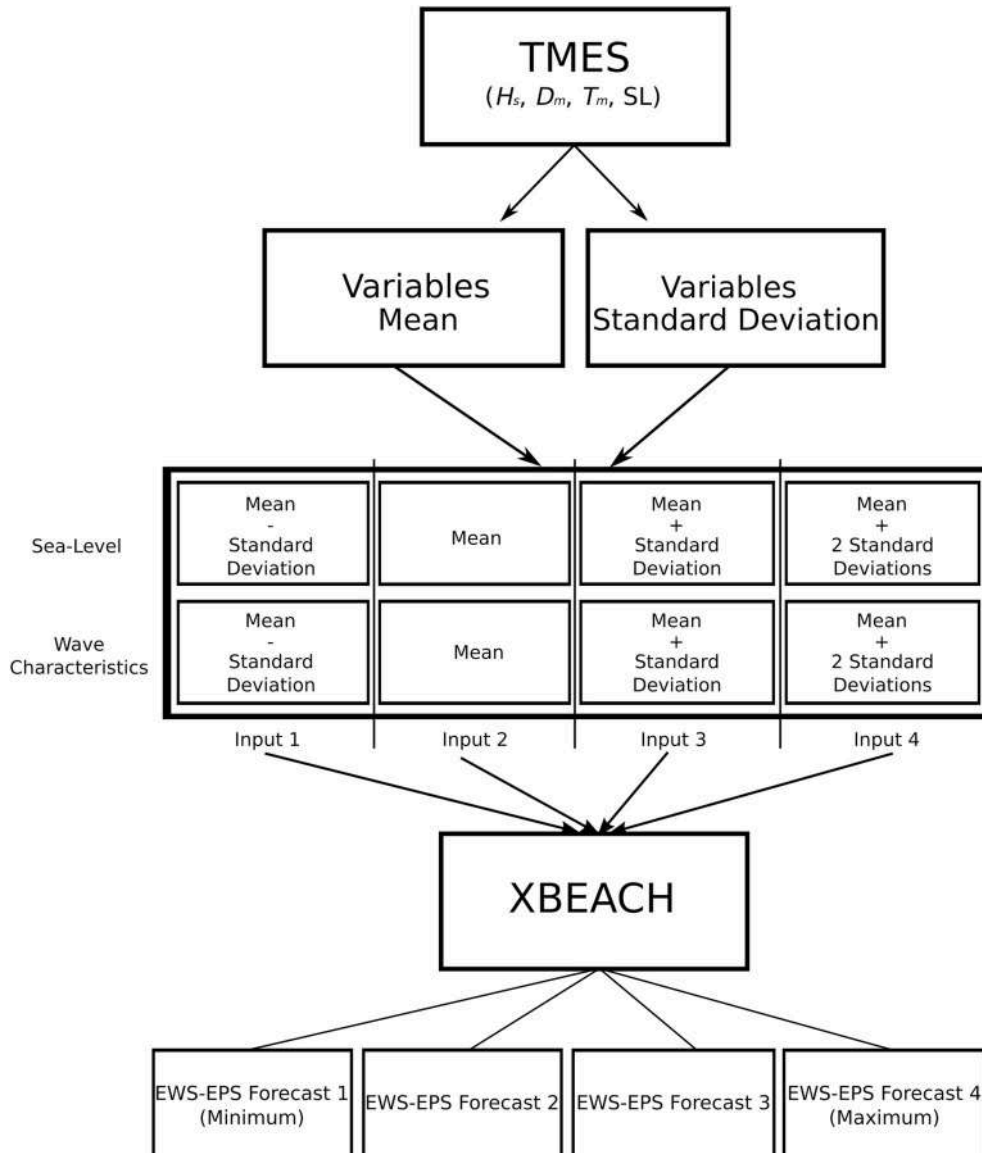 TMES
(Hs, Dm, Tm, SL)
Variables
Mean
Variables
Standard Deviation
Sea-Level
Mean
-
Standard
Deviation
Mean
Mean
+
Standard
Deviation
Mean
+
2 Standard
Deviations
Wave
Characteristics
Mean
-
Standard
Deviation
Mean
Mean
+
Standard
Deviation
Mean
+
2 Standard
Deviations
Input 1
Input 2
Input 3
Input 4
XBEACH
EWS-EPS Forecast 1
(Minimum)
EWS-EPS Forecast 2
EWS-EPS Forecast 3
EWS-EPS Forecast 4
(Maximum)